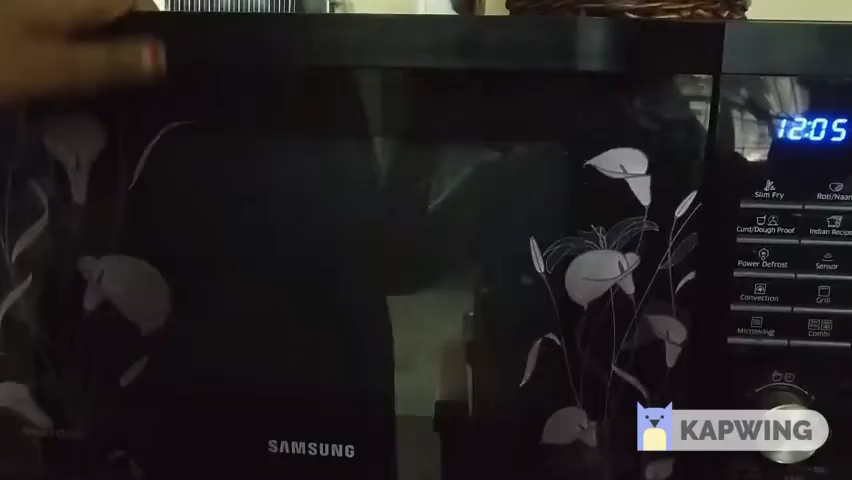 12:05
Slim Fry
Roti/Naan
Curd/Dough Proof
Indian Recipe
Power Defrost
Sensor
Convection
Grill
Microwave
Combi
SAMSUNG
KAPWING